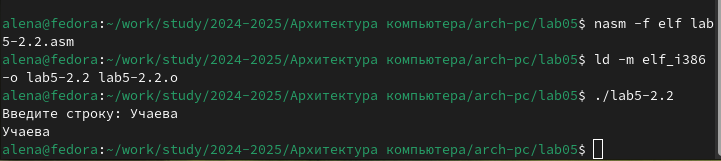 alena@fedora:~/work/study/2024-2025/Архитектура компьютера/arch-pc/lab05$ nasm -f elf lab
5-2.2.asm
alena@fedora:~/work/study/2024-2025/Архитектура компьютера/arch-pc/lab05$ ld -m elf_i386
-o lab5-2.2 lab5-2.2.o
alena@fedora:~/work/study/2024-2025/Архитектура компьютера/arch-pc/lab05$ ./lab5-2.2
Введите строку: Учаева
Учаева
alena@fedora:~/work/study/2024-2025/Архитектура компьютера/arch-pc/lab05$